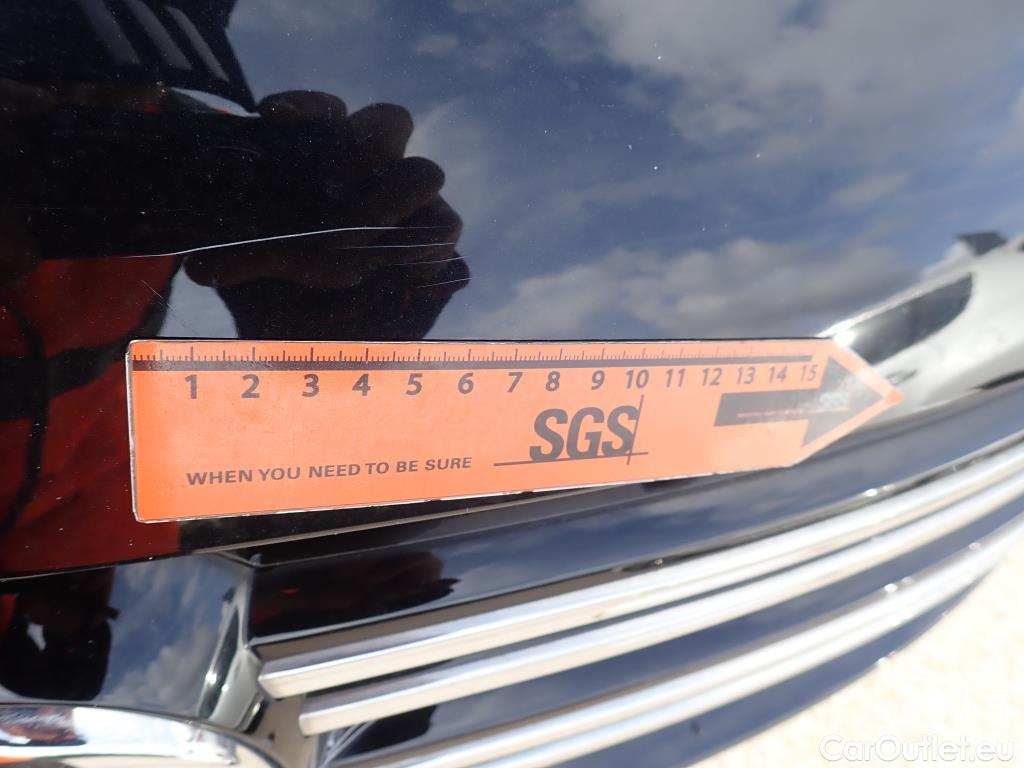 1 2 3 4 5 6 7 8 9 10 11 12 13 14 15
SGS
WHEN YOU NEED TO BE SURE
CarOutlet.eu